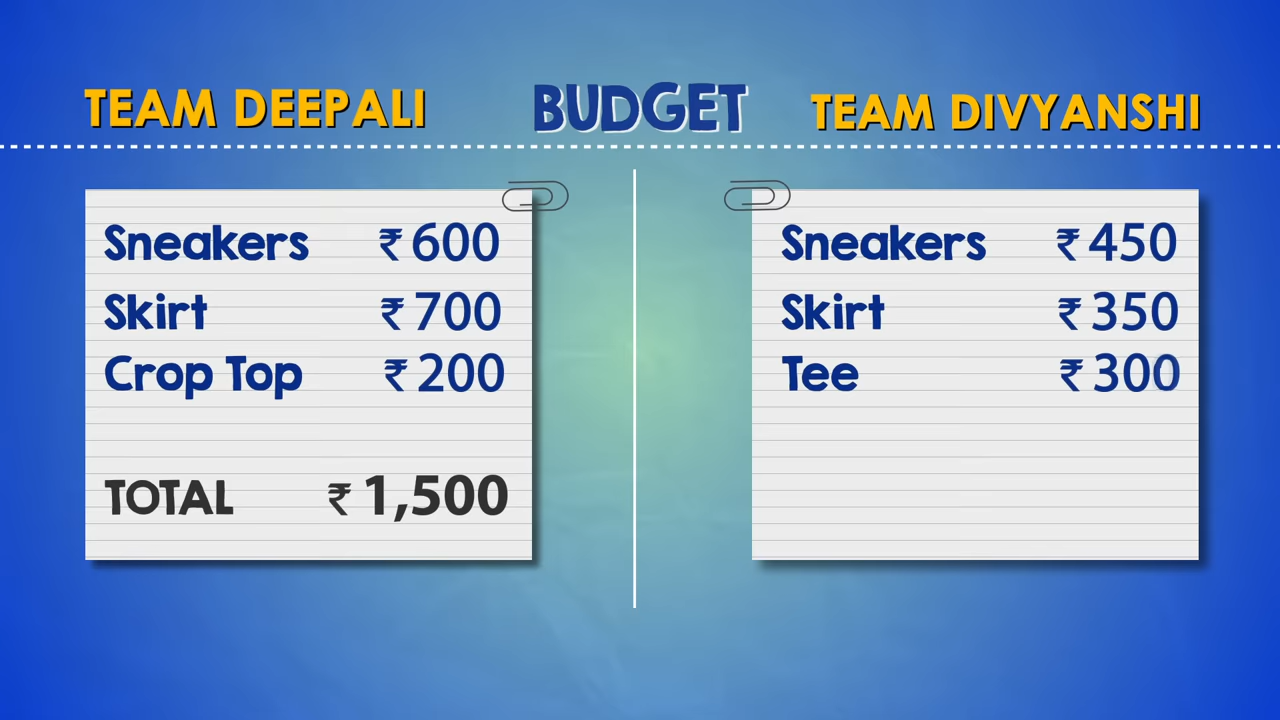 TEAM DEEPALI
BUDGET
TEAM DIVYANSHI
Sneakers ₹600
Skirt ₹700
Crop Top ₹200
TOTAL ₹1,500
Sneakers ₹450
Skirt ₹350
Tee ₹300